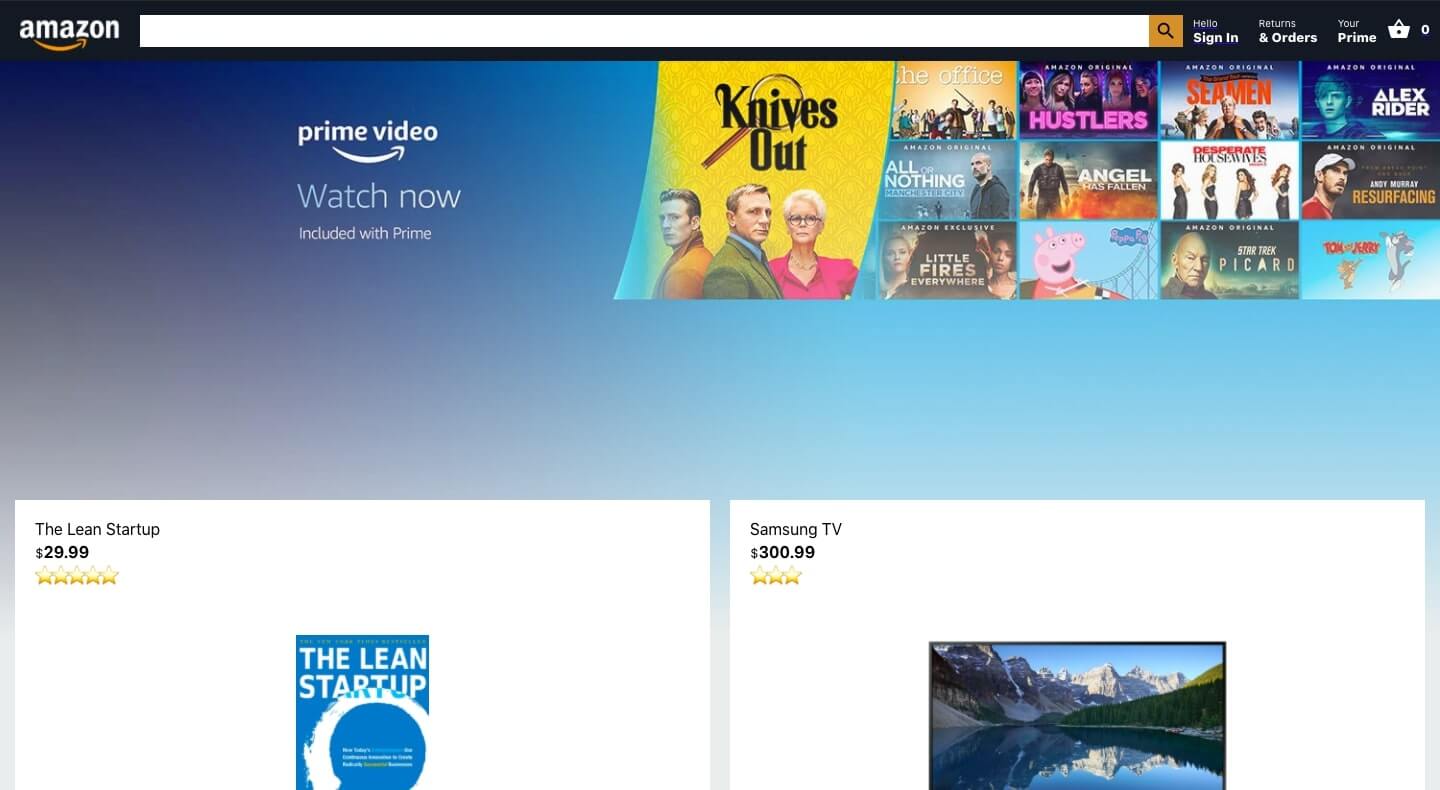 amazon
Hello
Sign In
Returns
& Orders
Your
Prime
0
prime video
Watch now
Included with Prime
Knives
Out
the office
AMAZON ORIGINAL
HUSTLERS
AMAZON ORIGINAL
The Grand Tour
SEAMEN
AMAZON ORIGINAL
ALEX
RIDER
AMAZON ORIGINAL
ALL OR
NOTHING
MANCHESTER CITY
ANGEL
HAS FALLEN
DESPERATE
HOUSEWIVES
AMAZON ORIGINAL
ANDY MURRAY
RESURFACING
AMAZON EXCLUSIVE
LITTLE
FIRES
EVERYWHERE
Peppa Pig
AMAZON ORIGINAL
STAR TREK
PICARD
TOM AND JERRY
The Lean Startup
$29.99
THE NEW YORK TIMES BESTSELLER
THE LEAN
STARTUP
How Today's Entrepreneurs Use
Continuous Innovation to Create
Radically Successful Businesses
Samsung TV
$300.99